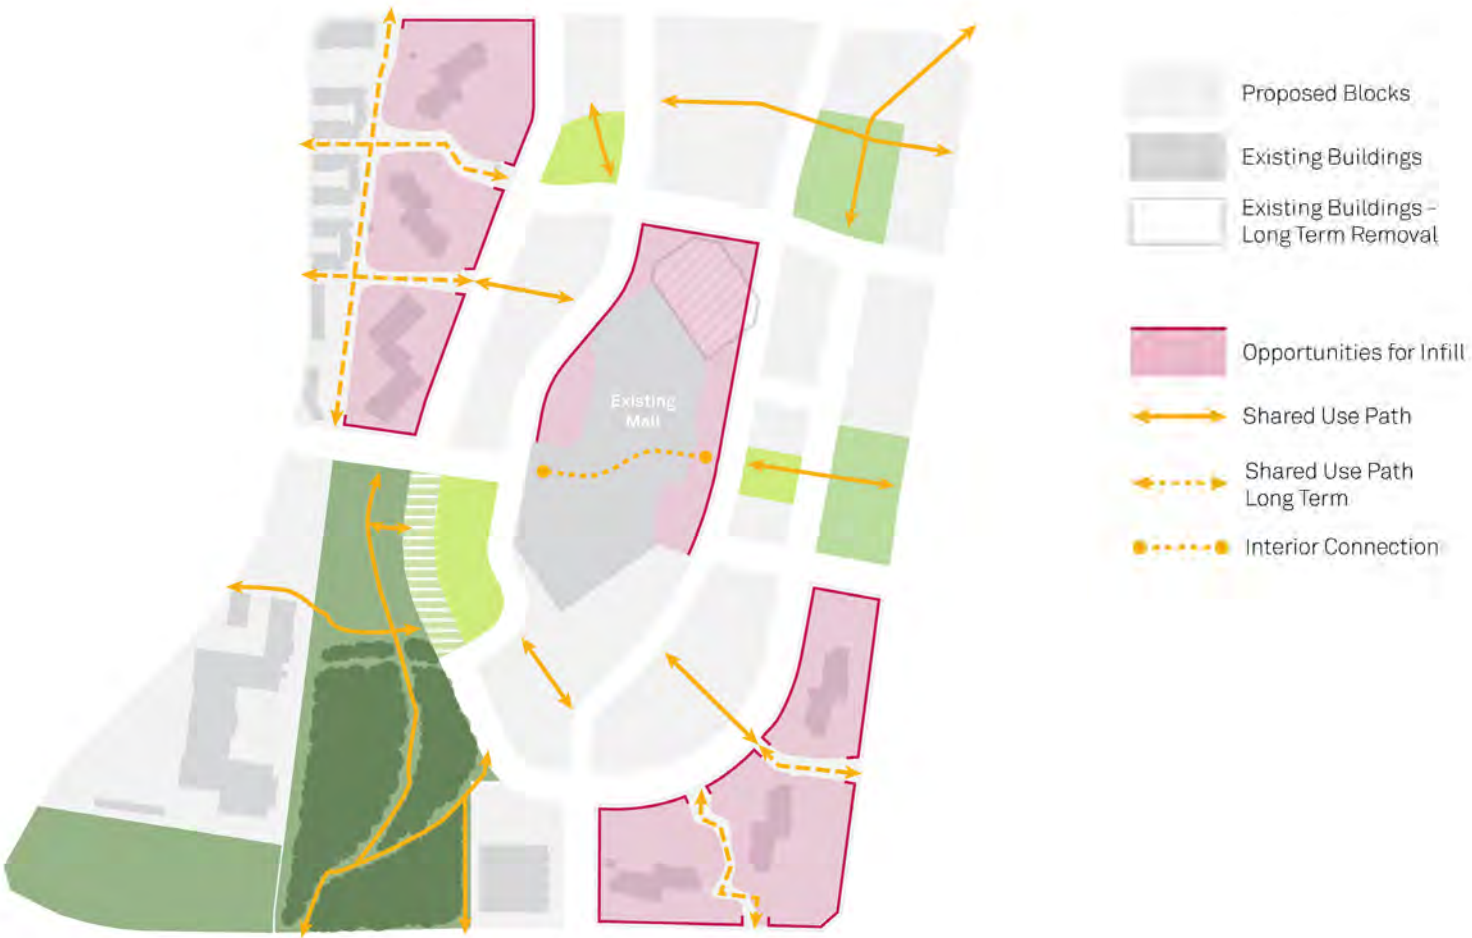 Proposed Blocks
Existing Buildings
Existing Buildings –
Long Term Removal
Opportunities for Infill
Shared Use Path
Shared Use Path
Long Term
Interior Connection
Existing
Mall